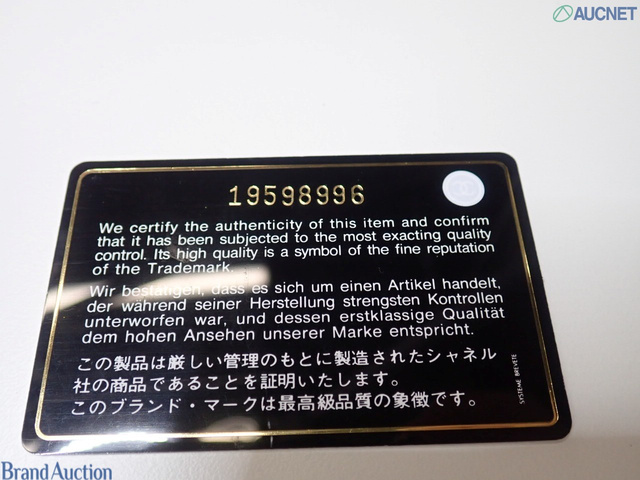 AUCNET
19598996
We certify the authenticity of this item and confirm
that it has been subjected to the most exacting quality
control. Its high quality is a symbol of the fine reputation
of the Trademark.
Wir bestätigen, dass es sich um einen Artikel handelt,
der während seiner Herstellung strengsten Kontrollen
unterworfen war, und dessen erstklassige Qualität
dem hohen Ansehen unserer Marke entspricht.
この製品は厳しい管理のもとに製造されたシャネル
社の商品であることを証明いたします。
このブランド・マークは最高級品質の象徴です。
SYSTEME BREVETE
Brand Auction